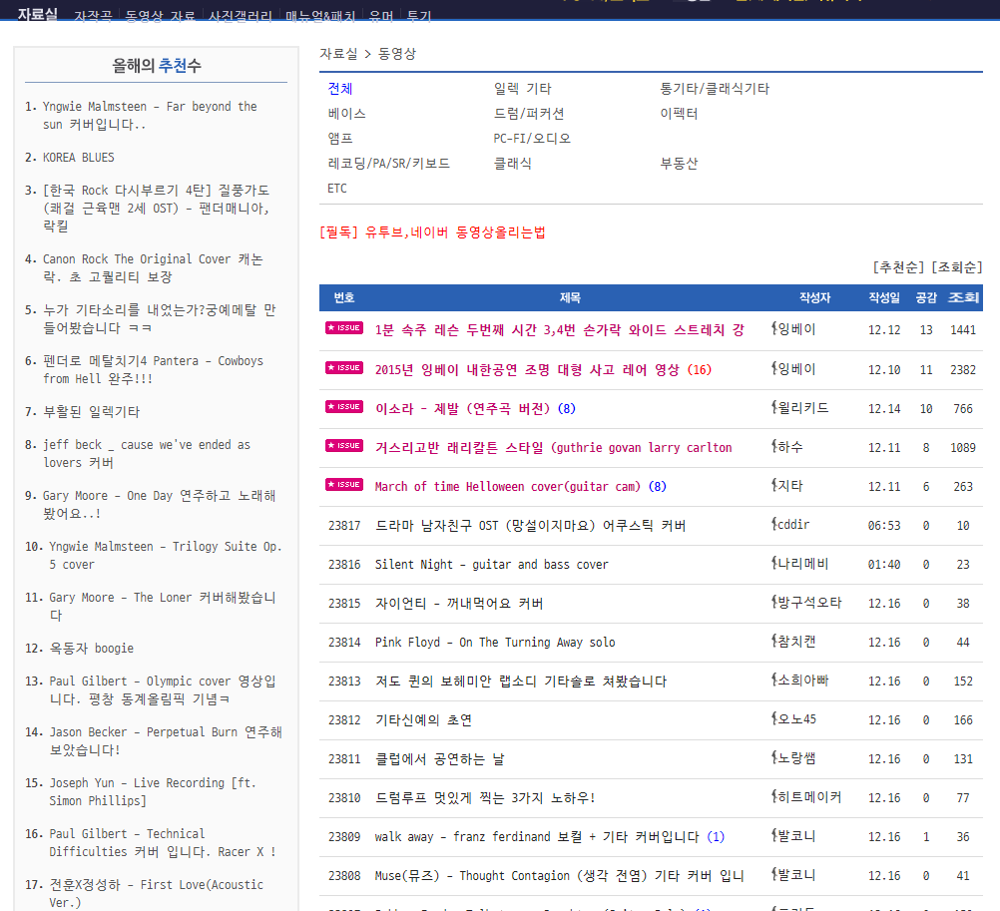 자료실 자작곡 동영상 자료 사진갤러리 매뉴얼&패치 유머 투기
올해의 추천수
1. Yngwie Malmsteen - Far beyond the
sun 커버입니다..
2. KOREA BLUES
3. [한국 Rock 다시부르기 4탄] 질풍가도
(쾌걸 근육맨 2세 OST) - 팬더매니아,
락킬
4. Canon Rock The Original Cover 캐논
락. 초 고퀄리티 보장
5. 누가 기타소리를 내었는가?궁예메탈 만
들어봤습니다 ㅋㅋ
6. 펜더로 메탈치기4 Pantera - Cowboys
from Hell 완주!!!
7. 부활된 일렉기타
8. jeff beck _ cause we've ended as
lovers 커버
9. Gary Moore - One Day 연주하고 노래해
봤어요..!
10. Yngwie Malmsteen - Trilogy Suite Op.
5 cover
11. Gary Moore - The Loner 커버해봤습니
다
12. 옥동자 boogie
13. Paul Gilbert - Olympic cover 영상입
니다. 평창 동계올림픽 기념ㅋ
14. Jason Becker - Perpetual Burn 연주해
보았습니다!
15. Joseph Yun - Live Recording [ft.
Simon Phillips]
16. Paul Gilbert - Technical
Difficulties 커버 입니다. Racer X !
17. 전훈X정성하 - First Love(Acoustic
Ver.)
자료실 > 동영상
전체 일렉 기타 통기타/클래식기타
베이스 드럼/퍼커션 이펙터
앰프 PC-FI/오디오
레코딩/PA/SR/키보드 클래식 부동산
ETC
[필독] 유투브,네이버 동영상올리는법
[추천순] [조회순]
번호 제목 작성자 작성일 공감 조회
★ ISSUE 1분 속주 레슨 두번째 시간 3,4번 손가락 와이드 스트레치 강 잉베이 12.12 13 1441
★ ISSUE 2015년 잉베이 내한공연 조명 대형 사고 레어 영상 (16) 잉베이 12.10 11 2382
★ ISSUE 이소라 - 제발 (연주곡 버젼) (8) 윌리키드 12.14 10 766
★ ISSUE 거스리고반 래리칼튼 스타일 (guthrie govan larry carlton 하수 12.11 8 1089
★ ISSUE March of time Helloween cover(guitar cam) (8) 지타 12.11 6 263
23817 드라마 남자친구 OST (망설이지마요) 어쿠스틱 커버 cddir 06:53 0 10
23816 Silent Night - guitar and bass cover 나리메비 01:40 0 23
23815 자이언티 - 꺼내먹어요 커버 방구석오타 12.16 0 38
23814 Pink Floyd - On The Turning Away solo 참치캔 12.16 0 44
23813 저도 퀸의 보헤미안 랩소디 기타솔로 쳐봤습니다 소희아빠 12.16 0 152
23812 기타신예의 초연 오노45 12.16 0 166
23811 클럽에서 공연하는 날 노랑쌤 12.16 0 131
23810 드럼루프 멋있게 찍는 3가지 노하우! 히트메이커 12.16 0 77
23809 walk away - franz ferdinand 보컬 + 기타 커버입니다 (1) 발코니 12.16 1 36
23808 Muse(뮤즈) - Thought Contagion (생각 전염) 기타 커버 입니 발코니 12.16 0 41